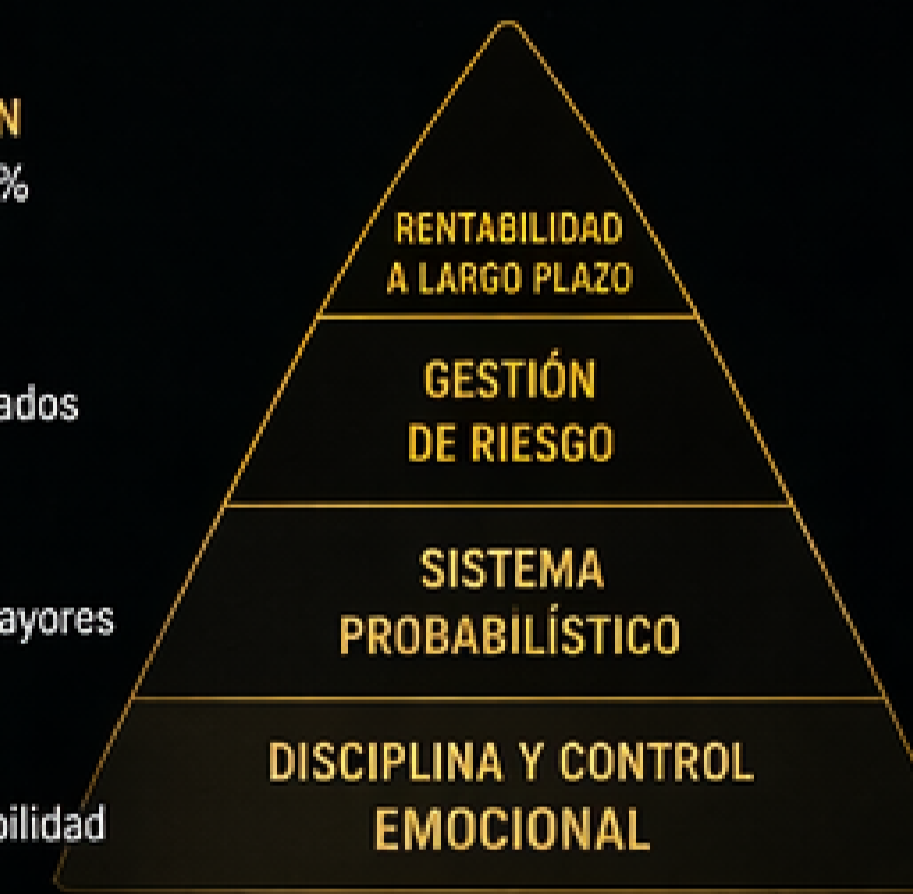 N
%
RENTABILIDAD
A LARGO PLAZO
GESTIÓN
ados
DE RIESGO
SISTEMA
ayores
PROBABILÍSTICO
DISCIPLINA Y CONTROL
bilidad
EMOCIONAL